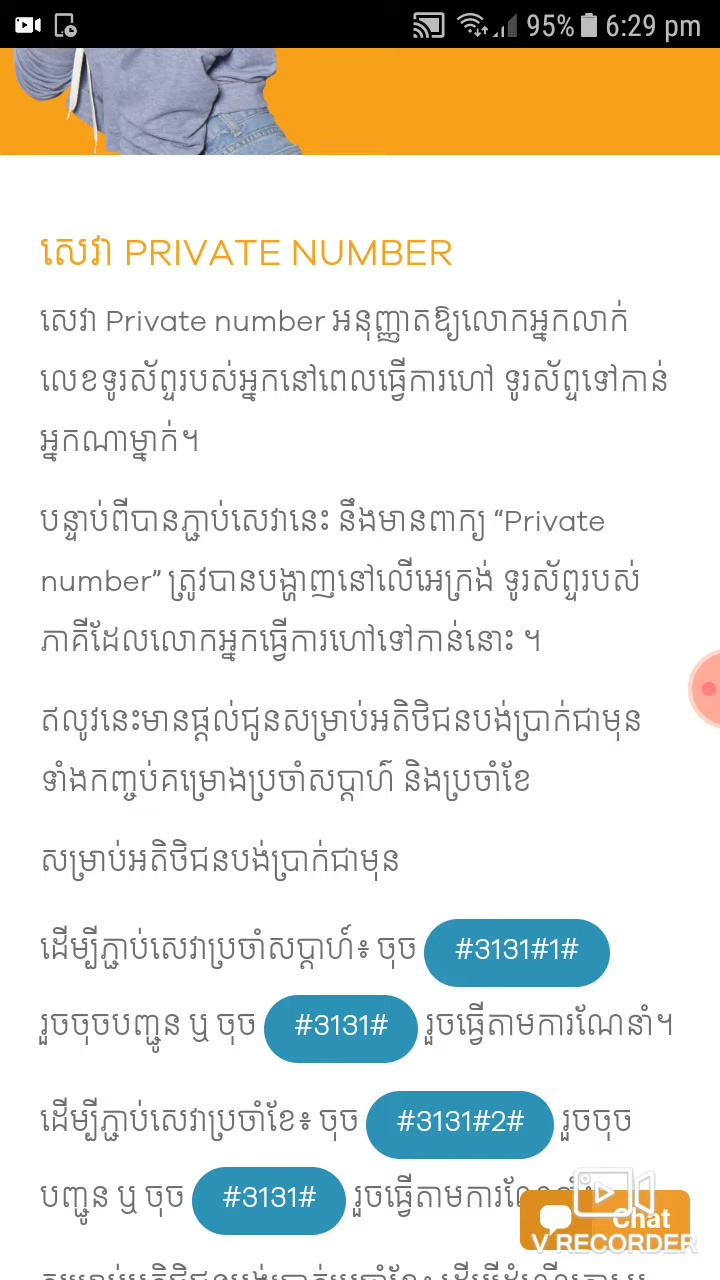 95% 6:29 pm
សេវា PRIVATE NUMBER
សេវា Private number អនុញ្ញាតឱ្យលោកអ្នកលាក់
លេខទូរស័ព្ទរបស់អ្នកនៅពេលធ្វើការហៅ ទូរស័ព្ទទៅកាន់
អ្នកណាម្នាក់។
បន្ទាប់ពីបានភ្ជាប់សេវានេះ នឹងមានពាក្យ “Private
number” ត្រូវបានបង្ហាញនៅលើអេក្រង់ ទូរស័ព្ទរបស់
ភាគីដែលលោកអ្នកធ្វើការហៅទៅកាន់នោះ ។
ឥលូវនេះមានផ្តល់ជូនសម្រាប់អតិថិជនបង់ប្រាក់ជាមុន
ទាំងកញ្ចប់គម្រោងប្រចាំសប្តាហ៍ និងប្រចាំខែ
សម្រាប់អតិថិជនបង់ប្រាក់ជាមុន
ដើម្បីភ្ជាប់សេវាប្រចាំសប្តាហ៍៖ ចុច #3131#1#
រួចចុចបញ្ជូន ឬ ចុច #3131# រួចធ្វើតាមការណែនាំ។
ដើម្បីភ្ជាប់សេវាប្រចាំខែ៖ ចុច #3131#2# រួចចុច
បញ្ជូន ឬ ចុច #3131# រួចធ្វើតាមការណែនាំ
Chat
V RECORDER